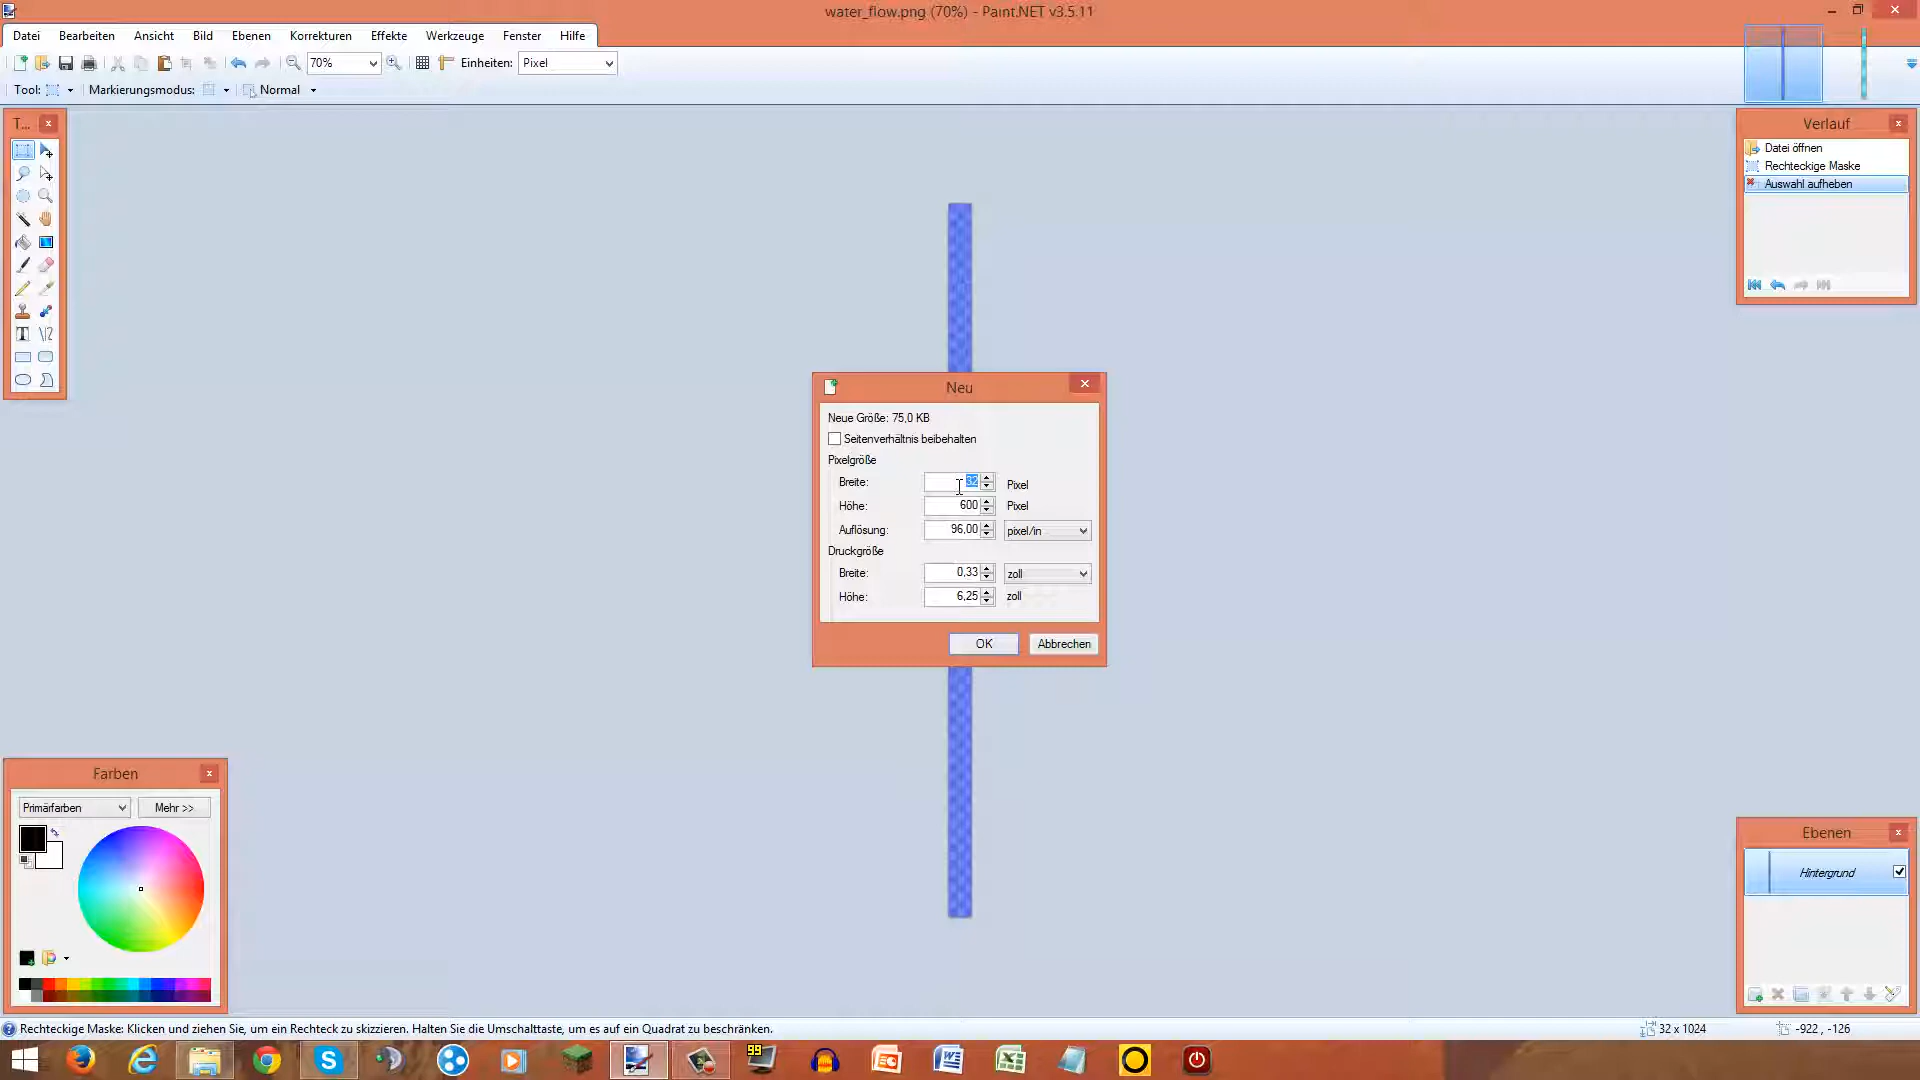 water_flow.png (70%) - Paint.NET v3.5.11
Datei Bearbeiten Ansicht Bild Ebenen Korrekturen Effekte Werkzeuge Fenster Hilfe
70% Einheiten: Pixel
Tool: Markierungsmodus: Normal
T...
Verlauf
Datei öffnen
Rechteckige Maske
Auswahl aufheben
Neu
Neue Größe: 75,0 KB
Seitenverhältnis beibehalten
Pixelgröße
Breite: 32 Pixel
Höhe: 600 Pixel
Auflösung: 96,00 pixel/in
Druckgröße
Breite: 0,33 zoll
Höhe: 6,25 zoll
OK Abbrechen
Farben
Primärfarben Mehr >>
Ebenen
Hintergrund
Rechteckige Maske: Klicken und ziehen Sie, um ein Rechteck zu skizzieren. Halten Sie die Umschalttaste, um es auf ein Quadrat zu beschränken.
32 x 1024
-922 , -126
99